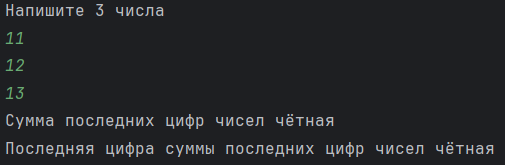 Напишите 3 числа
11
12
13
Сумма последних цифр чисел чётная
Последняя цифра суммы последних цифр чисел чётная